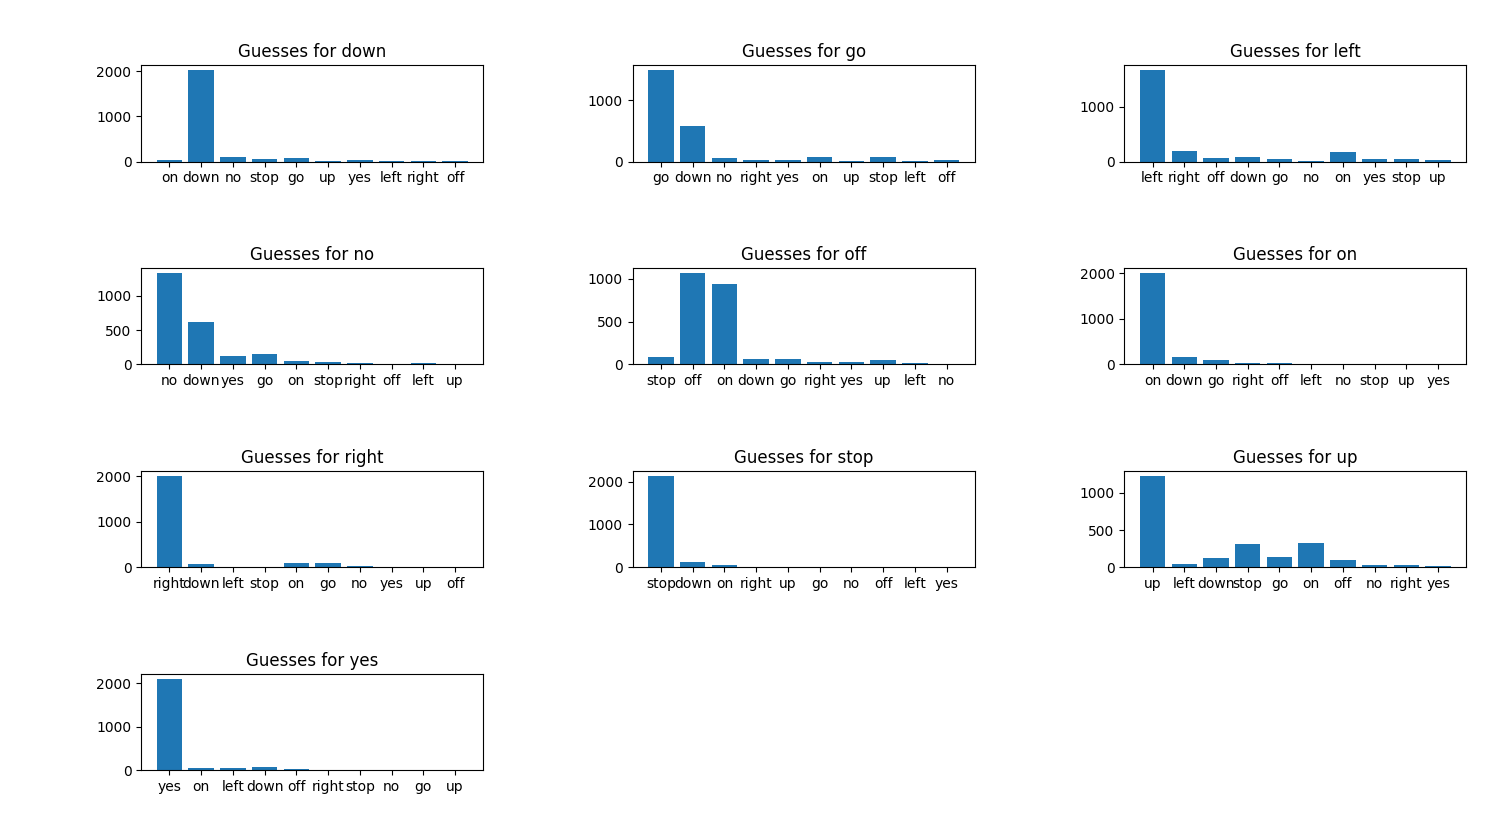 Guesses for down
2000
1000
0
on down no stop go up yes left right off
Guesses for go
1000
0
go down no right yes on up stop left off
Guesses for left
1000
0
left right off down go no on yes stop up
Guesses for no
1000
500
0
no down yes go on stop right off left up
Guesses for off
1000
500
0
stop off on down go right yes up left no
Guesses for on
2000
1000
0
on down go right off left no stop up yes
Guesses for right
2000
1000
0
right down left stop on go no yes up off
Guesses for stop
2000
1000
0
stop down on right up go no off left yes
Guesses for up
1000
500
0
up left down stop go on off no right yes
Guesses for yes
2000
1000
0
yes on left down off right stop no go up